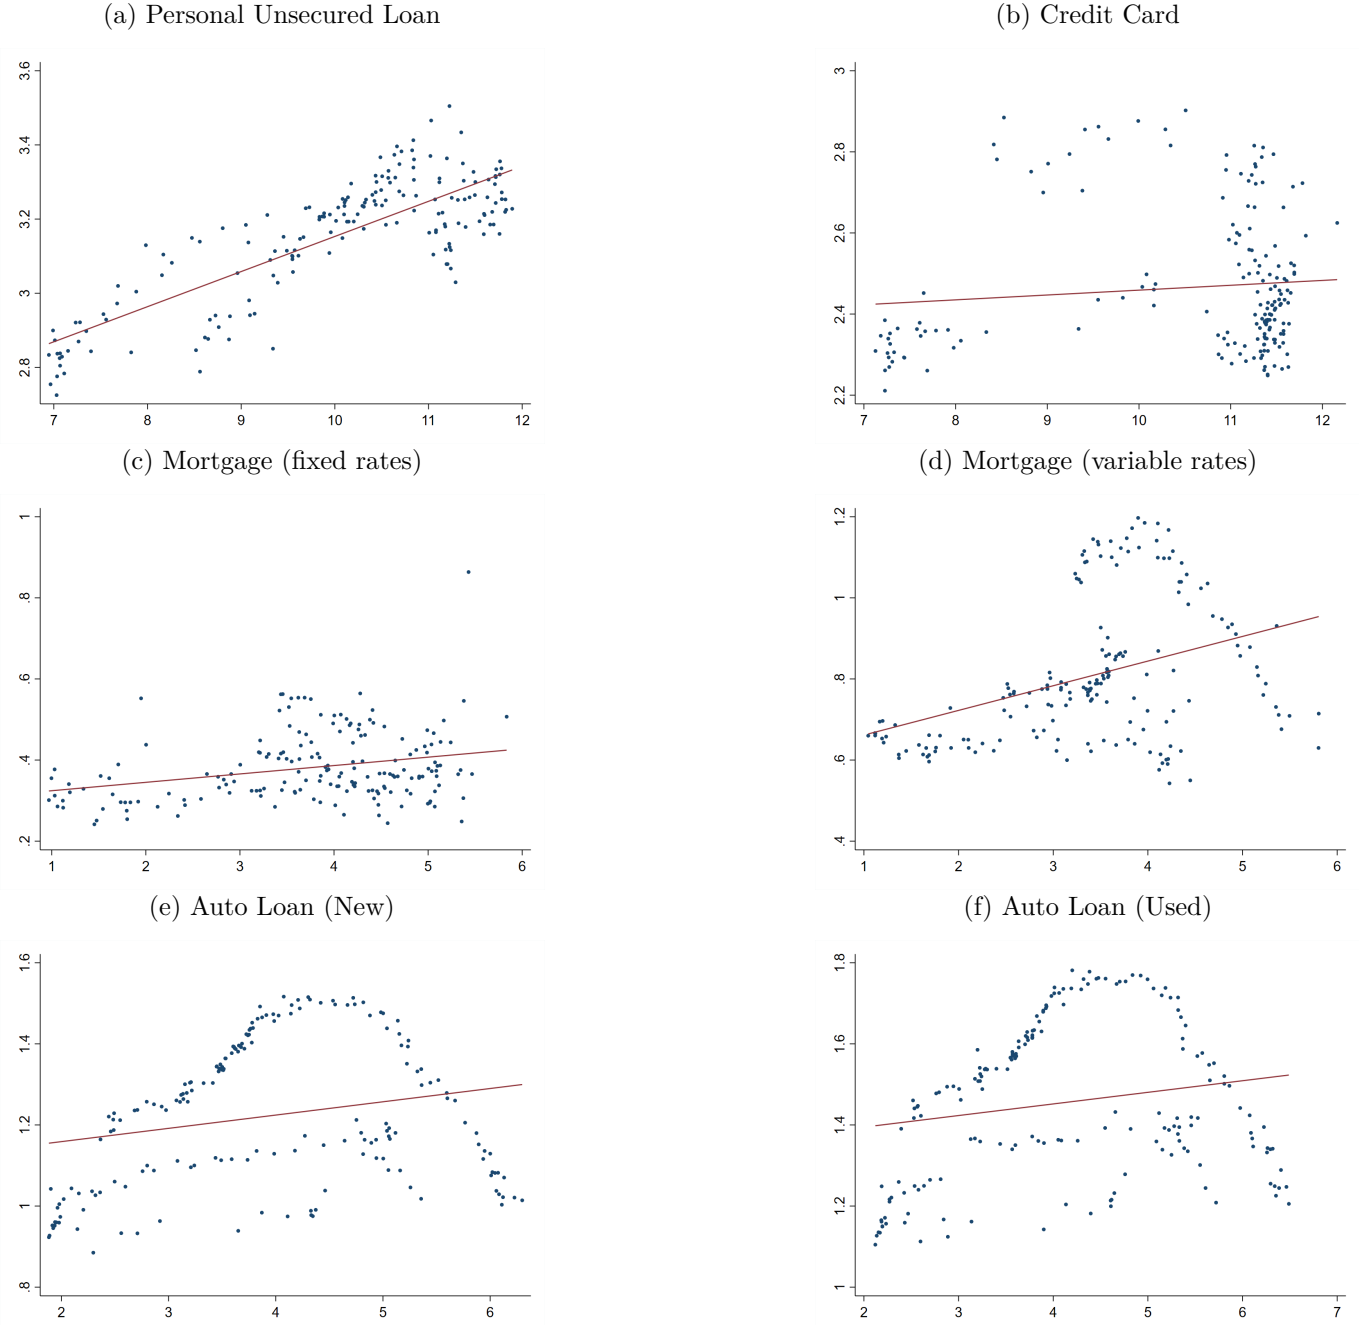 (a) Personal Unsecured Loan
3.6
3.4
3.2
3
2.8
7 8 9 10 11 12
(b) Credit Card
3
2.8
2.6
2.4
2.2
7 8 9 10 11 12
(c) Mortgage (fixed rates)
1
.8
.6
.4
.2
1 2 3 4 5 6
(d) Mortgage (variable rates)
1.2
1
.8
.6
.4
1 2 3 4 5 6
(e) Auto Loan (New)
1.6
1.4
1.2
1
.8
2 3 4 5 6
(f) Auto Loan (Used)
1.8
1.6
1.4
1.2
1
2 3 4 5 6 7